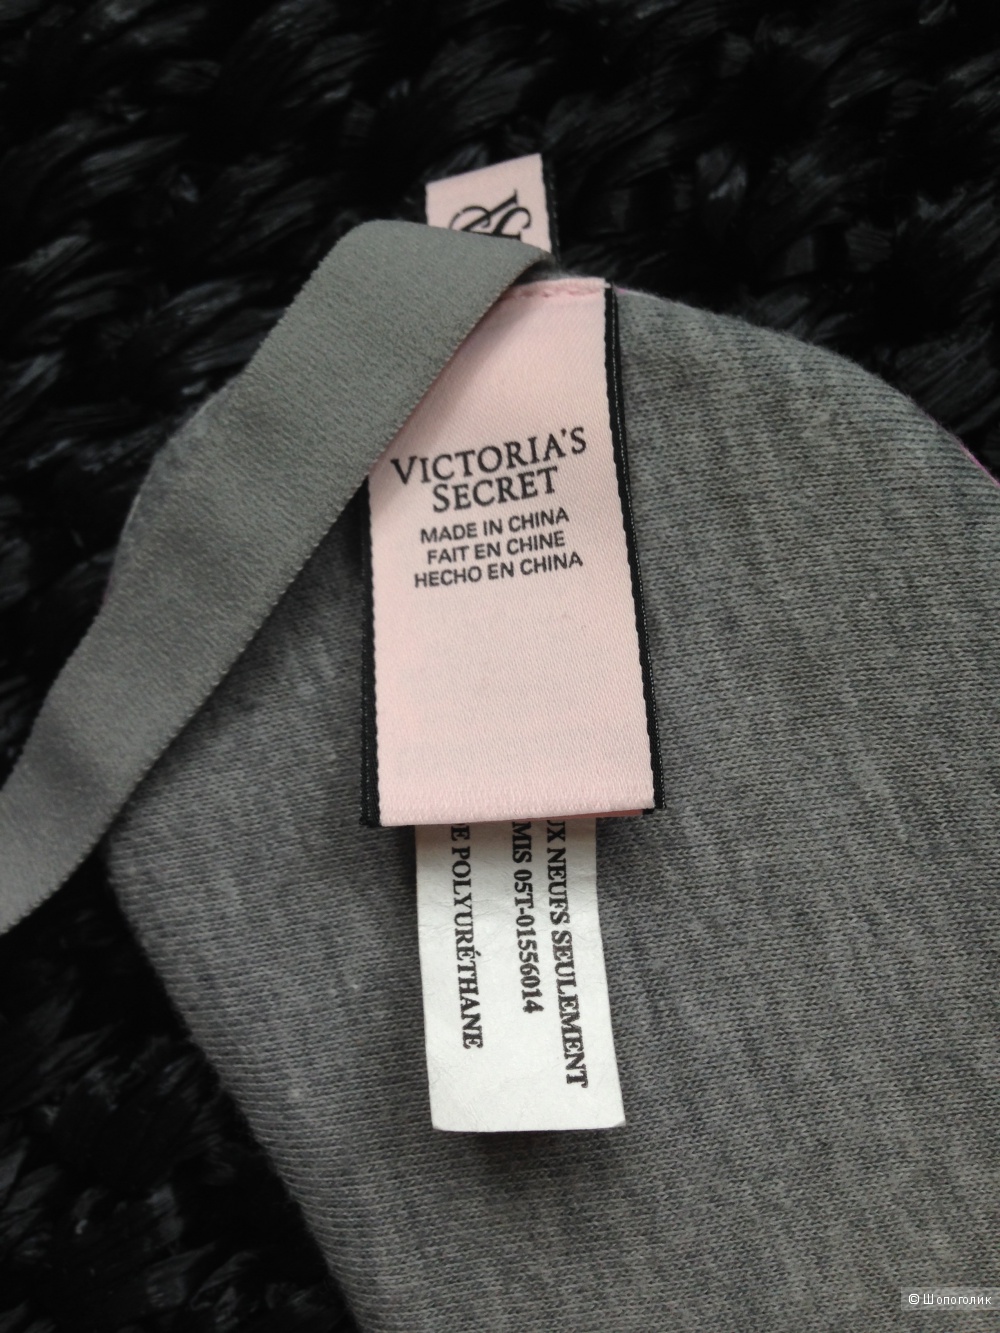 VS
VICTORIA'S
SECRET
MADE IN CHINA
FAIT EN CHINE
HECHO EN CHINA
UX NEUFS SEULEMENT
MIS 05T-01556014
E POLYURÉTHANE
© Шопоголик